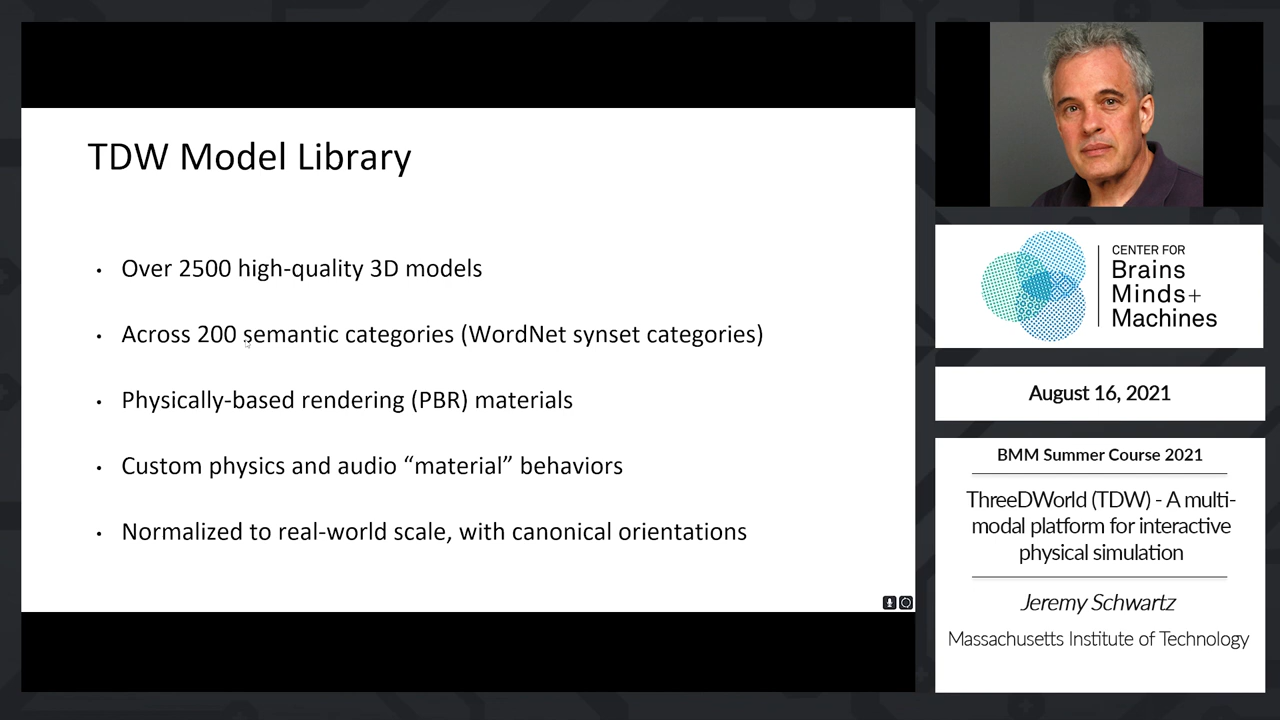 TDW Model Library
• Over 2500 high-quality 3D models
• Across 200 semantic categories (WordNet synset categories)
• Physically-based rendering (PBR) materials
• Custom physics and audio “material” behaviors
• Normalized to real-world scale, with canonical orientations
CENTER FOR
Brains
Minds+
Machines
August 16, 2021
BMM Summer Course 2021
ThreeDWorld (TDW) - A multi-
modal platform for interactive
physical simulation
Jeremy Schwartz
Massachusetts Institute of Technology